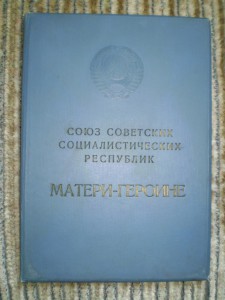 СОЮЗ СОВЕТСКИХ
СОЦИАЛИСТИЧЕСКИХ
РЕСПУБЛИК
МАТЕРИ-ГЕРОИНЕ